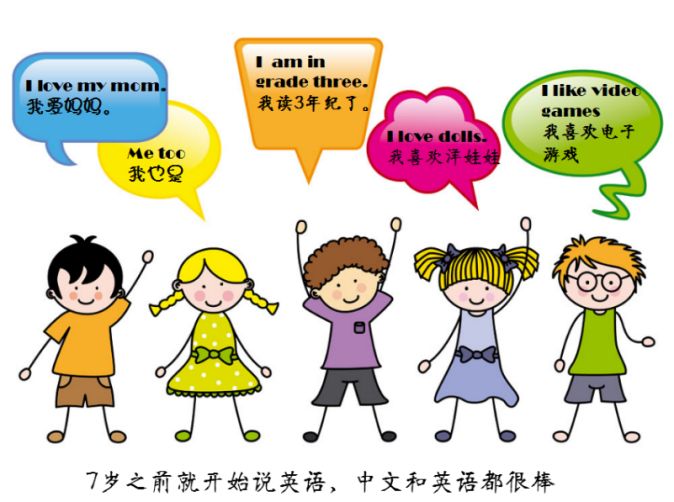 I love my mom.
我爱妈妈。
Me too
我也是
I am in
grade three.
我读3年纪了。
I love dolls.
我喜欢洋娃娃
I like video
games
我喜欢电子
游戏
7岁之前就开始说英语，中文和英语都很棒